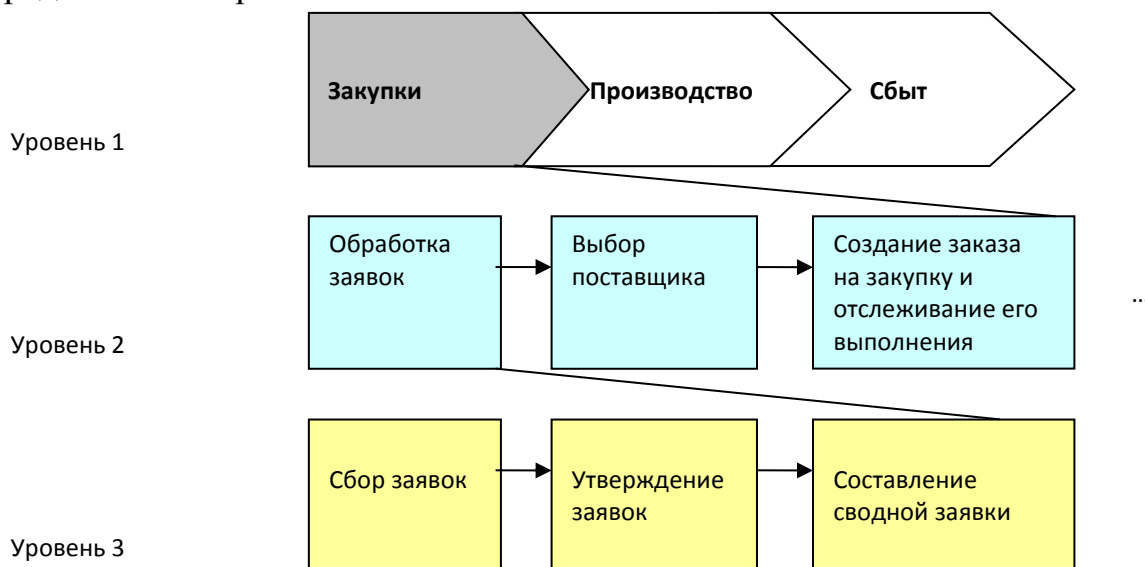 Закупки
Производство
Сбыт
Уровень 1
Обработка
заявок
Выбор
поставщика
Создание заказа
на закупку и
отслеживание его
выполнения
..
Уровень 2
Сбор заявок
Утверждение
заявок
Составление
сводной заявки
Уровень 3